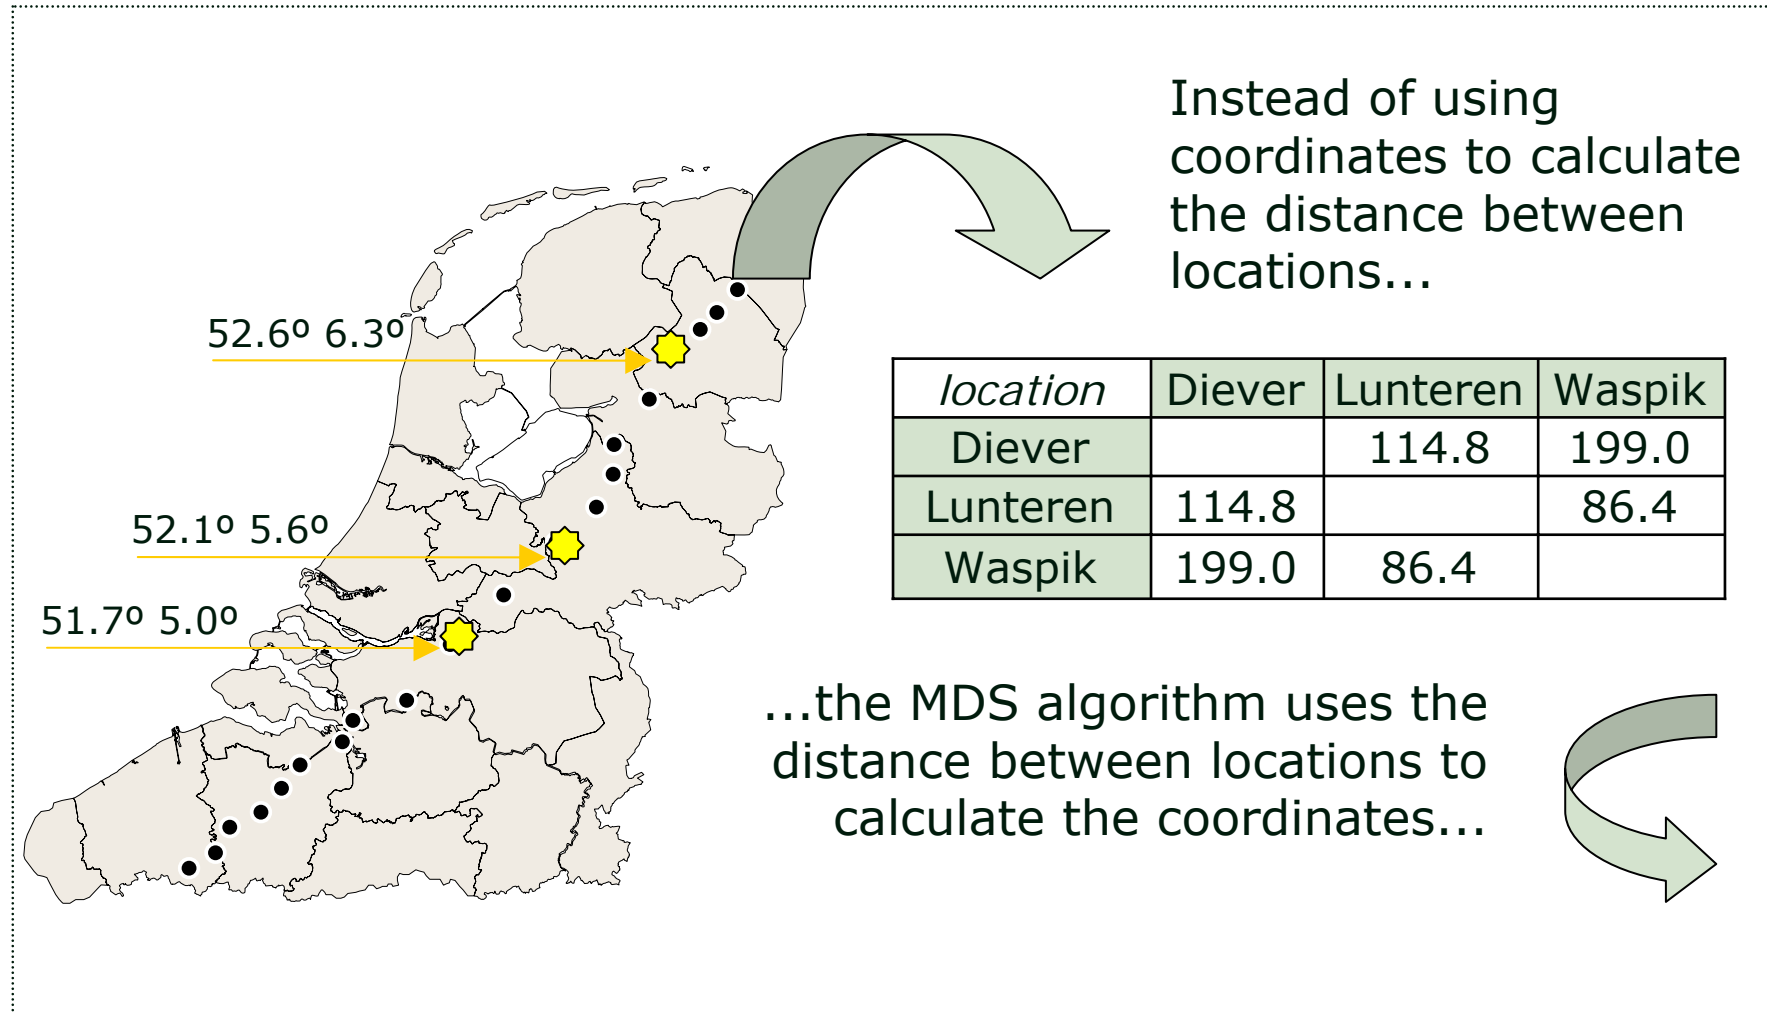 Instead of using
coordinates to calculate
the distance between
locations...
52.6º 6.3º
52.1º 5.6º
51.7º 5.0º
location Diever Lunteren Waspik
Diever 114.8 199.0
Lunteren 114.8 86.4
Waspik 199.0 86.4
...the MDS algorithm uses the
distance between locations to
calculate the coordinates...